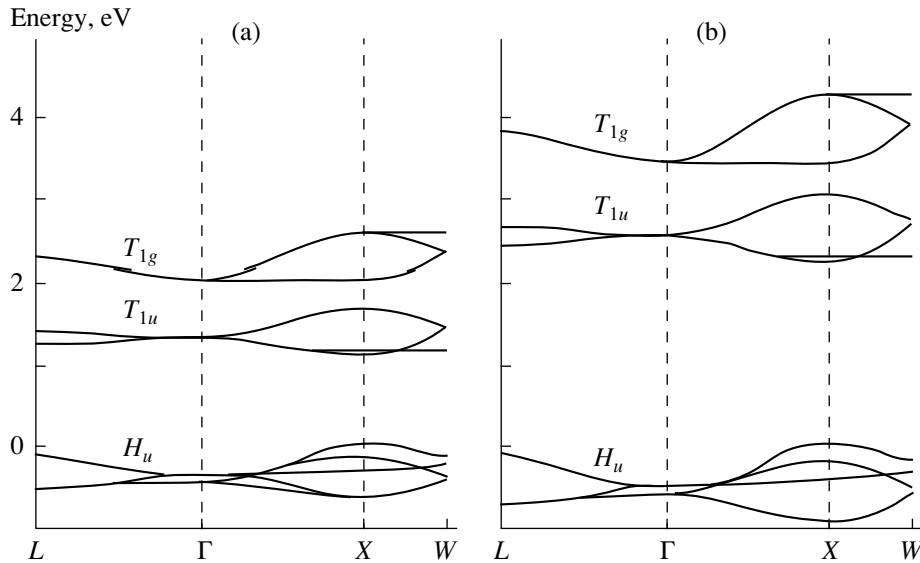 Energy, eV
(a)
(b)
4
2
0
T1g
T1u
Hu
T1g
T1u
Hu
L Γ X W
L Γ X W